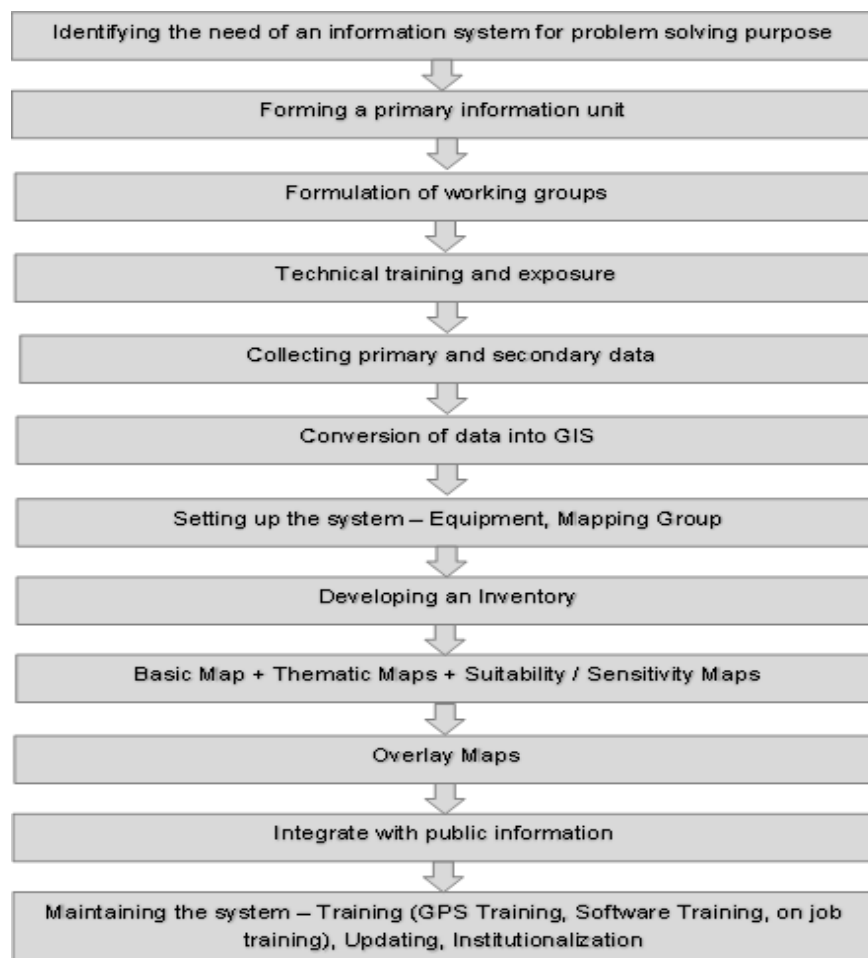 Identifying the need of an information system for problem solving purpose
Forming a primary information unit
Formulation of working groups
Technical training and exposure
Collecting primary and secondary data
Conversion of data into GIS
Setting up the system – Equipment, Mapping Group
Developing an Inventory
Basic Map + Thematic Maps + Suitability / Sensitivity Maps
Overlay Maps
Integrate with public information
Maintaining the system – Training (GPS Training, Software Training, on job
training), Updating, Institutionalization